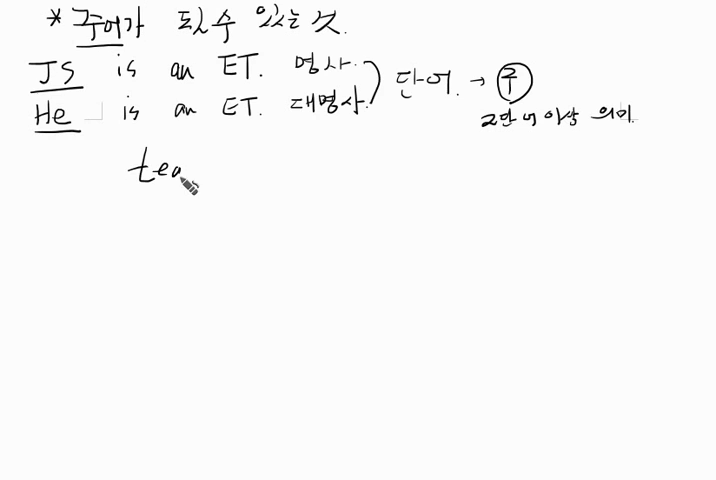 * 주어가 될 수 있는 것.
JS is an ET. 명사.
He is an ET. 대명사. 단어. → 주
2단어 이상 의미
tea